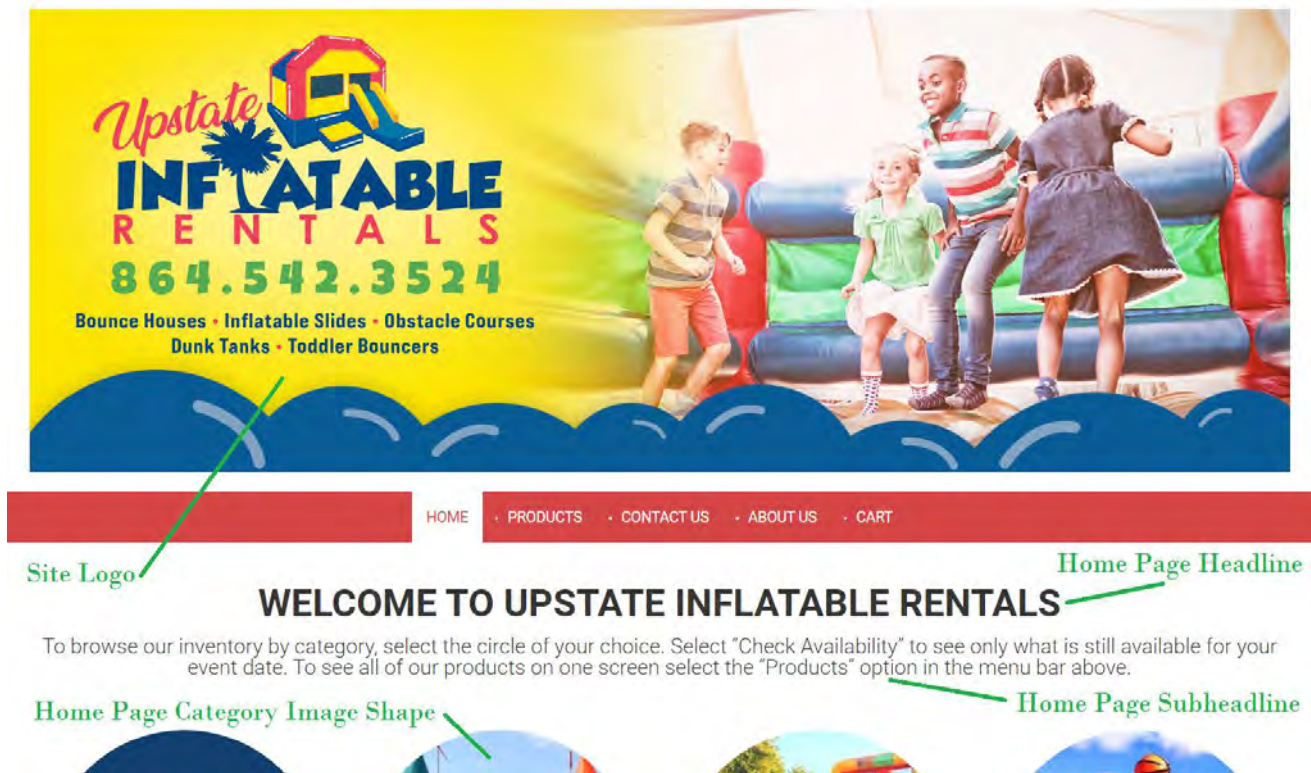 Upstate
INFLATABLE
RENTALS
864.542.3524
Bounce Houses • Inflatable Slides • Obstacle Courses
Dunk Tanks • Toddler Bouncers
HOME • PRODUCTS • CONTACT US • ABOUT US • CART
Site Logo
Home Page Headline
WELCOME TO UPSTATE INFLATABLE RENTALS
To browse our inventory by category, select the circle of your choice. Select "Check Availability" to see only what is still available for your
event date. To see all of our products on one screen select the "Products" option in the menu bar above.
Home Page Subheadline
Home Page Category Image Shape